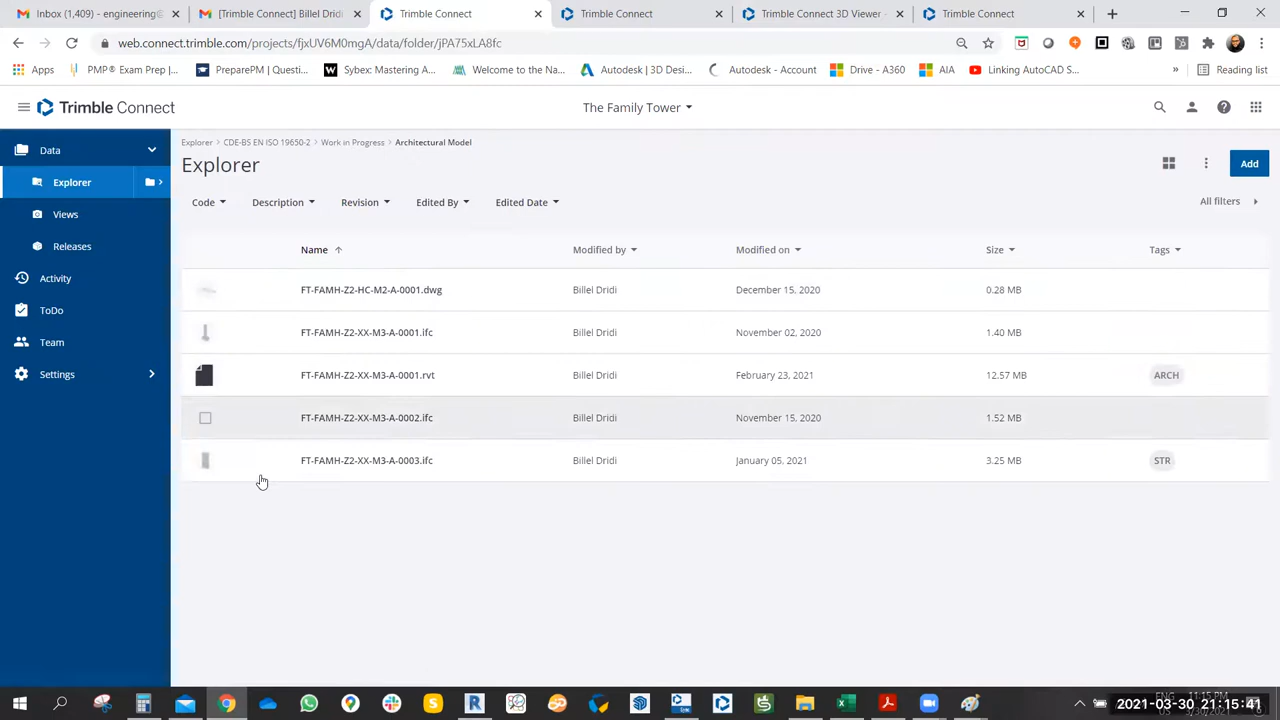 Inbox (1,409) - engineering@
[Trimble Connect] Billel Dridi
Trimble Connect
Trimble Connect
Trimble Connect 3D Viewer -
Trimble Connect
web.connect.trimble.com/projects/fjxlJV6M0mgA/data/folder/jPA75xLA8fc
Apps
PMP® Exam Prep |...
PreparePM | Questi...
Sybex: Mastering A...
Welcome to the Na...
Autodesk | 3D Desi...
Autodesk - Account
Drive - A360
AIA
Linking AutoCAD S...
»
Reading list
Trimble Connect
The Family Tower
Data
Explorer
Views
Releases
Activity
ToDo
Team
Settings
Explorer > CDE-BS EN ISO 19650-2 > Work in Progress > Architectural Model
Explorer
Add
Code
Description
Revision
Edited By
Edited Date
All filters
Name
Modified by
Modified on
Size
Tags
FT-FAMH-Z2-HC-M2-A-0001.dwg Billel Dridi December 15, 2020 0.28 MB
FT-FAMH-Z2-XX-M3-A-0001.ifc Billel Dridi November 02, 2020 1.40 MB
FT-FAMH-Z2-XX-M3-A-0001.rvt Billel Dridi February 23, 2021 12.57 MB ARCH
FT-FAMH-Z2-XX-M3-A-0002.ifc Billel Dridi November 15, 2020 1.52 MB
FT-FAMH-Z2-XX-M3-A-0003.ifc Billel Dridi January 05, 2021 3.25 MB STR
2021-03-30 21:15:41